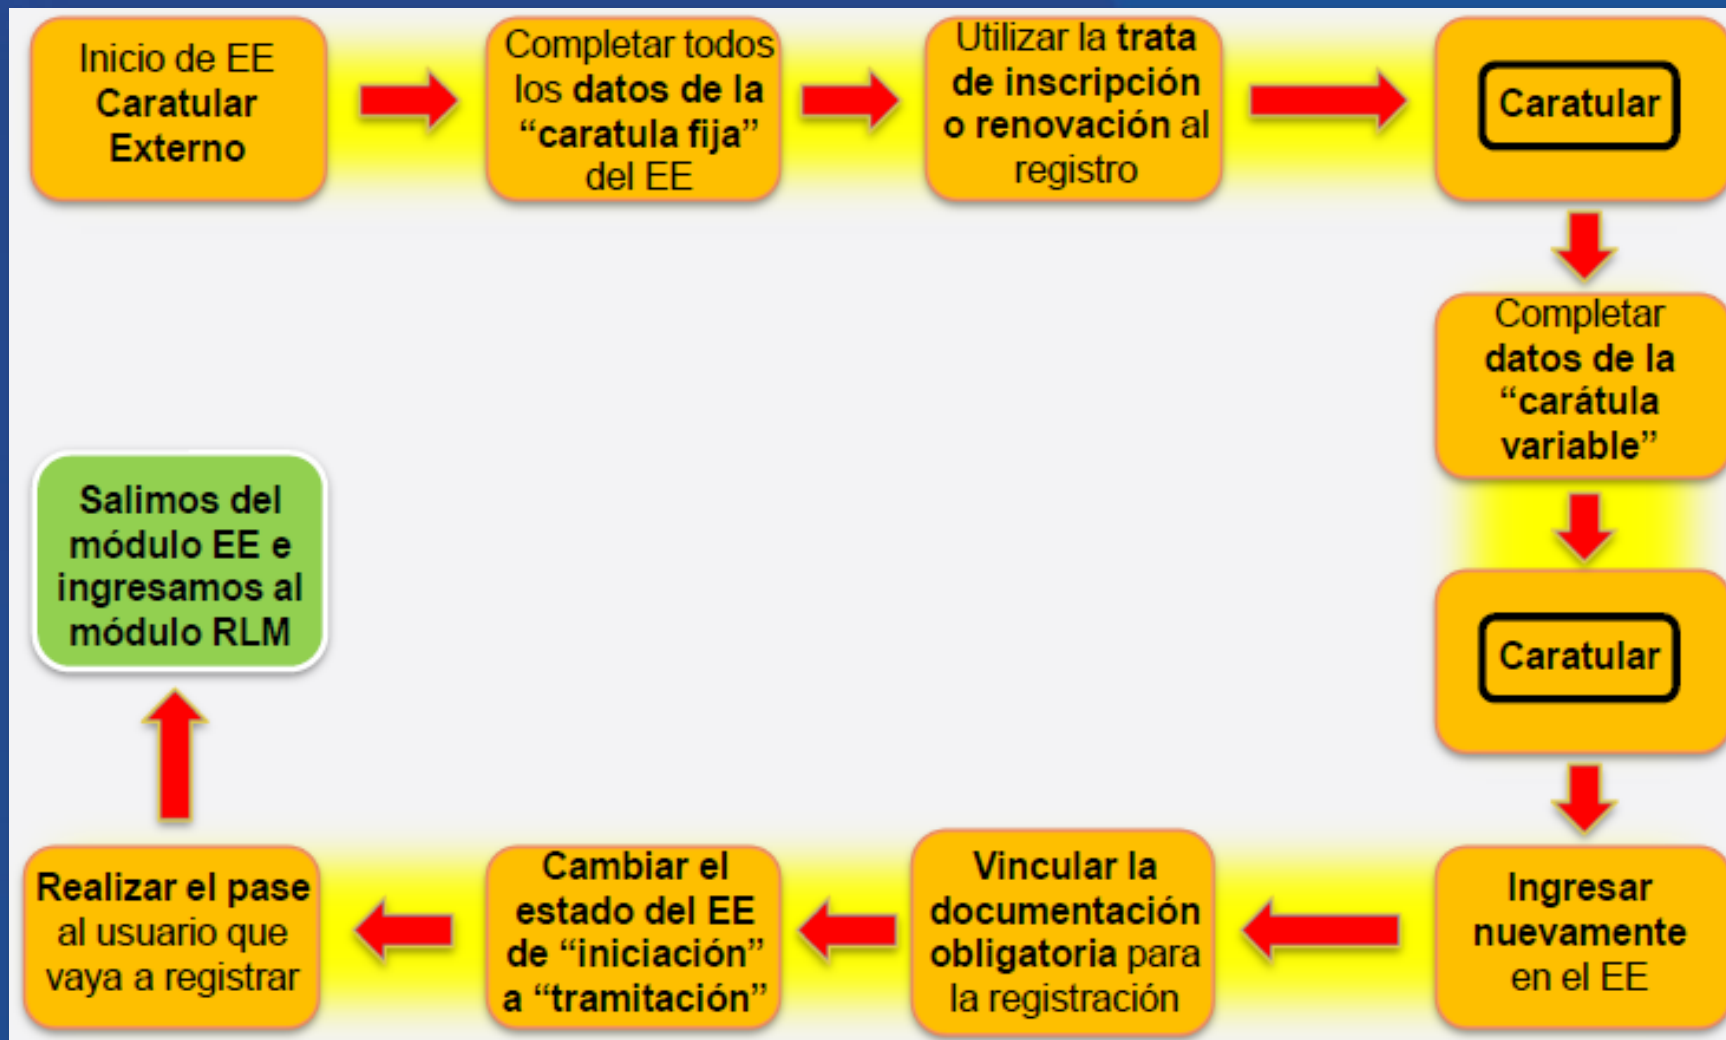 Inicio de EE
Caratular
Externo
Completar todos
los datos de la
“caratula fija”
del EE
Utilizar la trata
de inscripción
o renovación al
registro
Caratular
Completar
datos de la
“carátula
variable”
Caratular
Ingresar
nuevamente
en el EE
Vincular la
documentación
obligatoria para
la registración
Cambiar el
estado del EE
de “iniciación”
a “tramitación”
Realizar el pase
al usuario que
vaya a registrar
Salimos del
módulo EE e
ingresamos al
módulo RLM